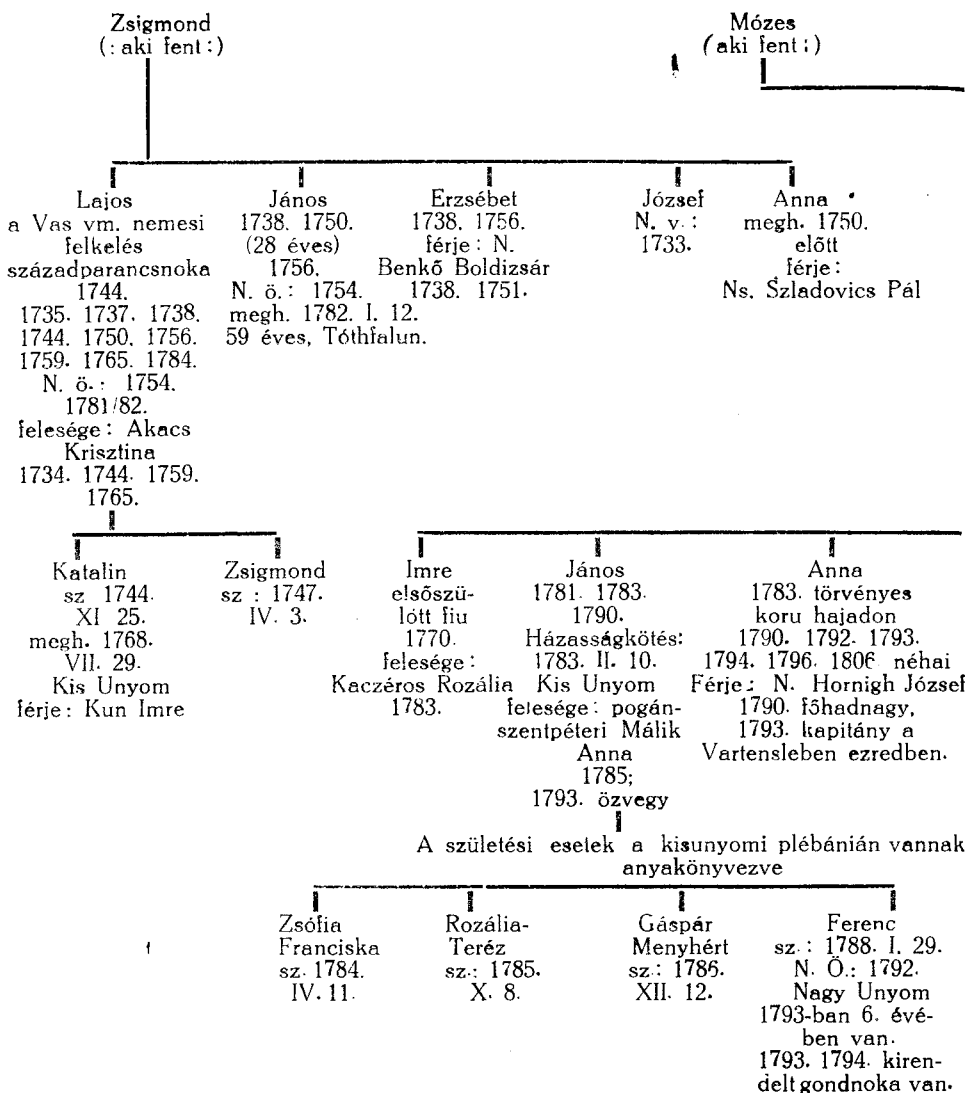 Zsigmond
(: aki fent :)
Mózes
(aki fent :)
Lajos
a Vas vm. nemesi
felkelés
századparancsnoka
1744.
1735. 1737. 1738.
1744. 1750. 1756.
1759. 1765. 1784.
N. ö. : 1754.
1781/82.
felesége : Akacs
Krisztina
1734. 1744. 1759.
1765.
János
1738. 1750.
(28 éves)
1756.
N. ö. : 1754.
megh. 1782. I. 12.
59 éves, Tóthfalun.
Erzsébet
1738. 1756.
férje : N.
Benkő Boldizsár
1738. 1751.
József
N. v. :
1733.
Anna
megh. 1750.
előtt
férje :
Ns. Szladovics Pál
Katalin
sz 1744.
XI 25.
megh. 1768.
VII. 29.
Kis Unyom
férje : Kun Imre
Zsigmond
sz : 1747.
IV. 3.
Imre
elsőszü-
lött fiu
1770.
felesége :
Kaczéros Rozália
1783.
János
1781. 1783.
1790.
Házasságkötés:
1783. II. 10.
Kis Unyom
felesége : pogán-
szentpéteri Málik
Anna
1785;
1793. özvegy
Anna
1783. törvényes
koru hajadon
1790. 1792. 1793.
1794. 1796. 1806 néhai
Férje : N. Hornigh József
1790. főhadnagy,
1793. kapitány a
Vartensleben ezredben.
A születési esetek a kisunyomi plébánián vannak
anyakönyvezve
Zsófia
Franciska
sz. 1784.
IV. 11.
Rozália-
Teréz
sz. : 1785.
X. 8.
Gáspár
Menyhért
sz. : 1786.
XII. 12.
Ferenc
sz. : 1788. I. 29.
N. Ö. : 1792.
Nagy Unyom
1793-ban 6. évé-
ben van.
1793. 1794. kiren-
delt gondnoka van.